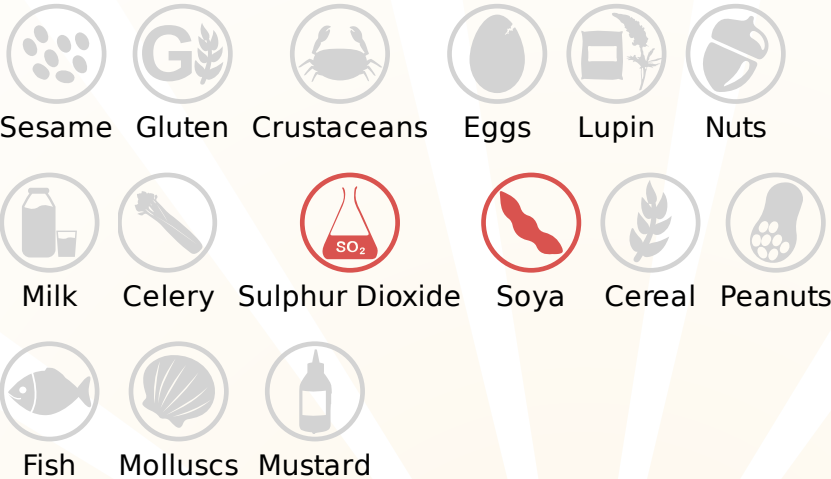 G
Sesame Gluten Crustaceans Eggs Lupin Nuts
SO₂
Milk Celery Sulphur Dioxide Soya Cereal Peanuts
Fish Molluscs Mustard